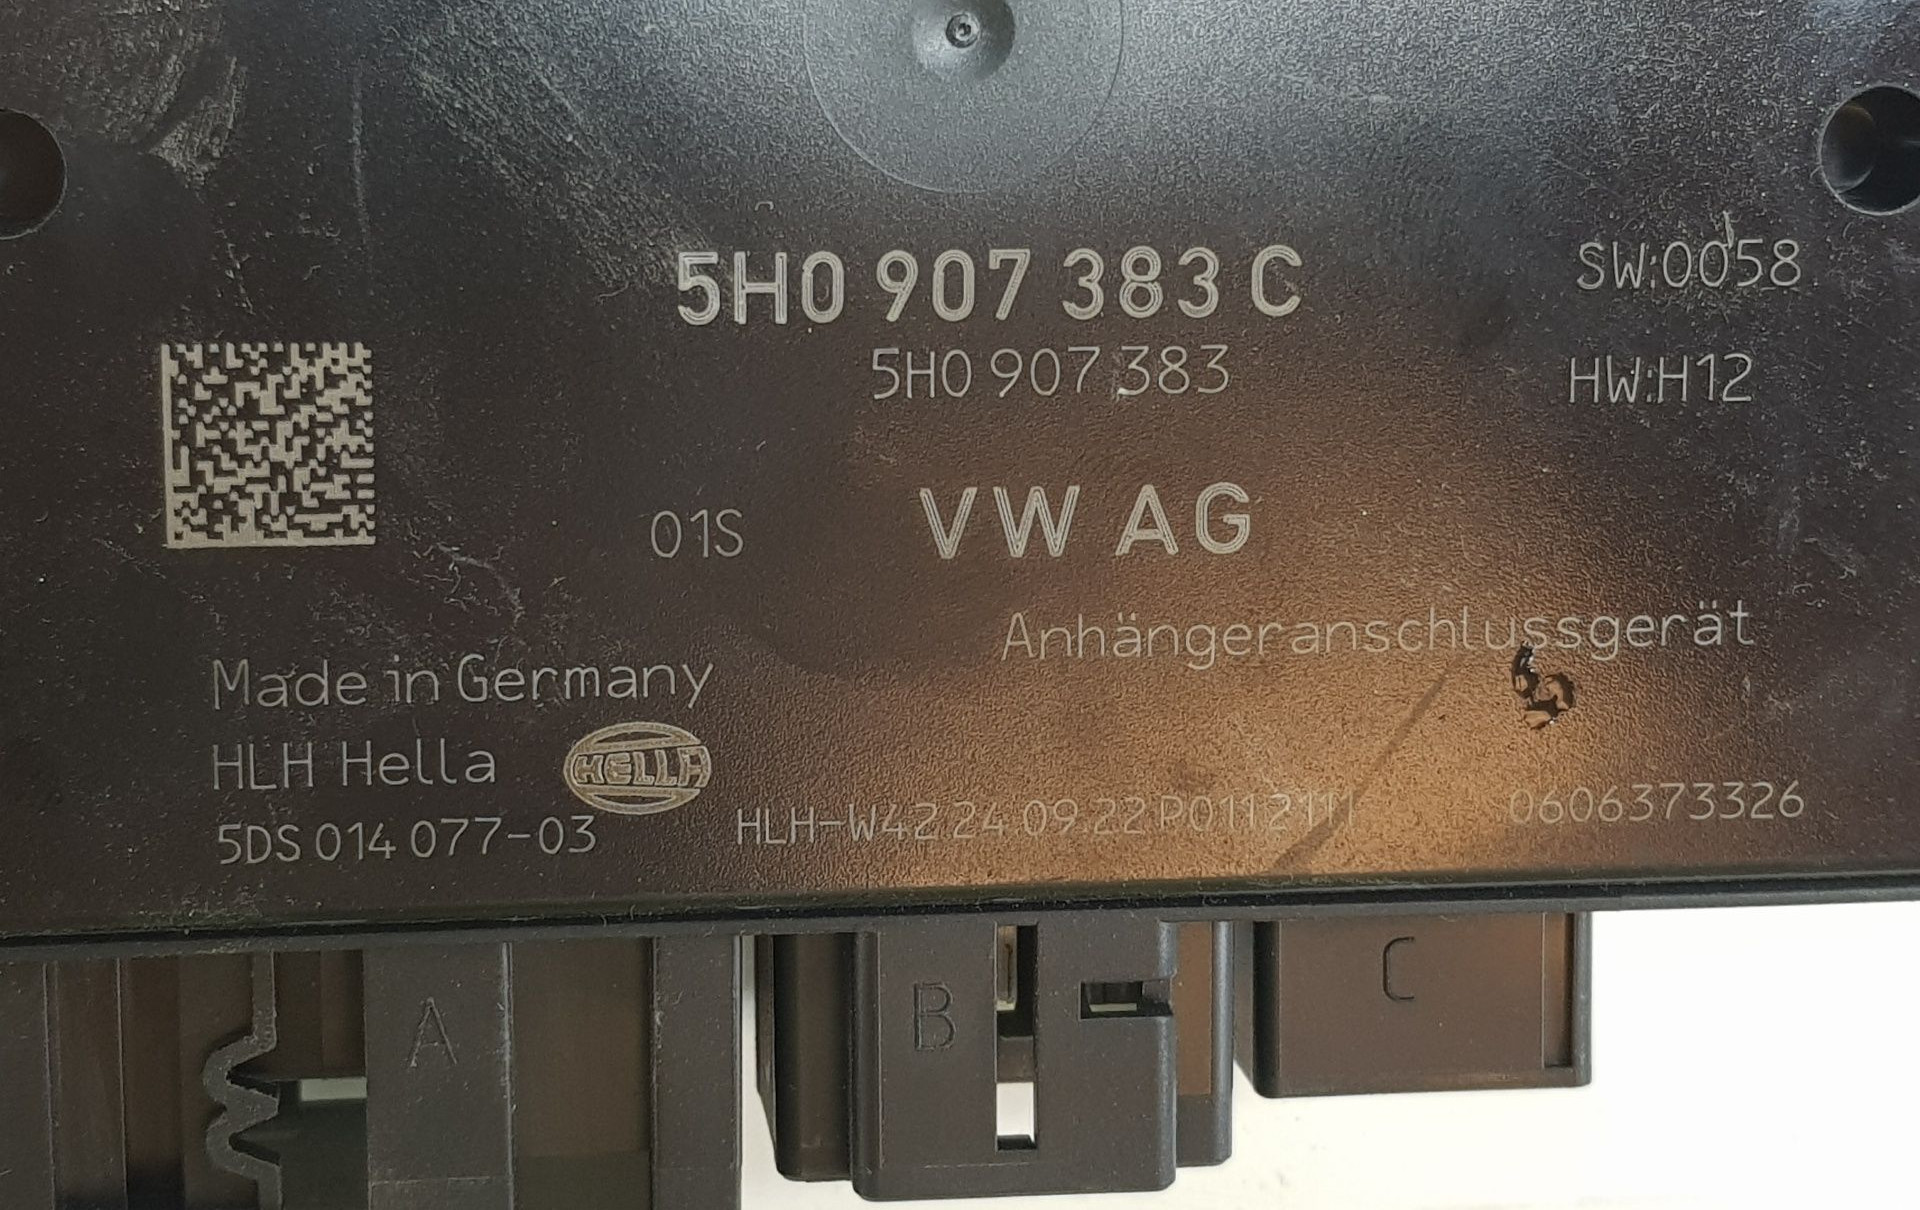 5H0 907 383 C
SW:0058
5H0 907 383
HW:H12
01S
VW AG
Anhängeranschlussgerät
Made in Germany
HLH Hella
HELLA
5DS 014 077-03
HLH-W42 24.09.22 P0112111
0606373326
A
B
C